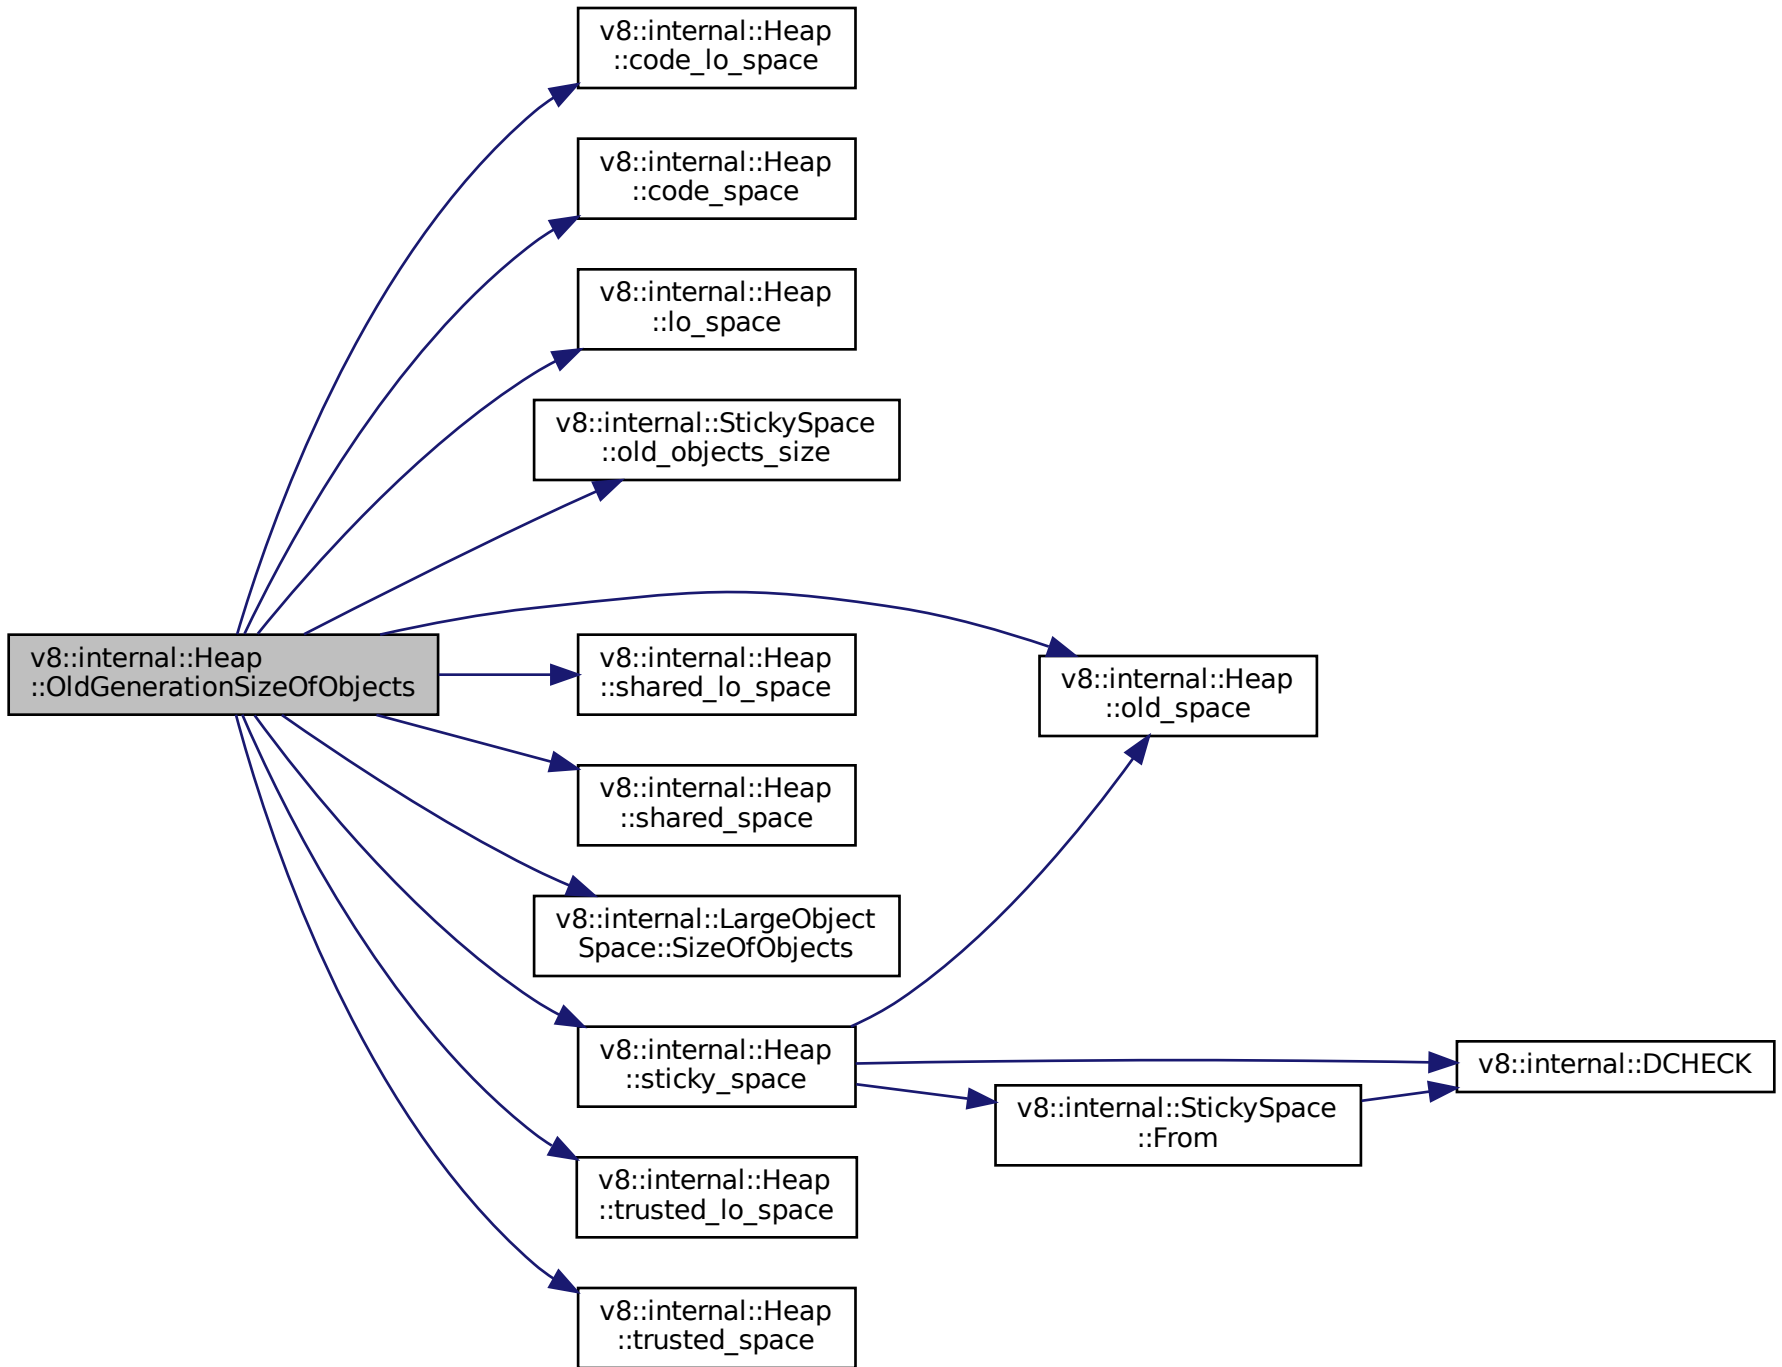 v8::internal::Heap
::code_lo_space
v8::internal::Heap
::code_space
v8::internal::Heap
::lo_space
v8::internal::StickySpace
::old_objects_size
v8::internal::Heap
::OldGenerationSizeOfObjects
v8::internal::Heap
::shared_lo_space
v8::internal::Heap
::old_space
v8::internal::Heap
::shared_space
v8::internal::LargeObject
Space::SizeOfObjects
v8::internal::Heap
::sticky_space
v8::internal::DCHECK
v8::internal::StickySpace
::From
v8::internal::Heap
::trusted_lo_space
v8::internal::Heap
::trusted_space